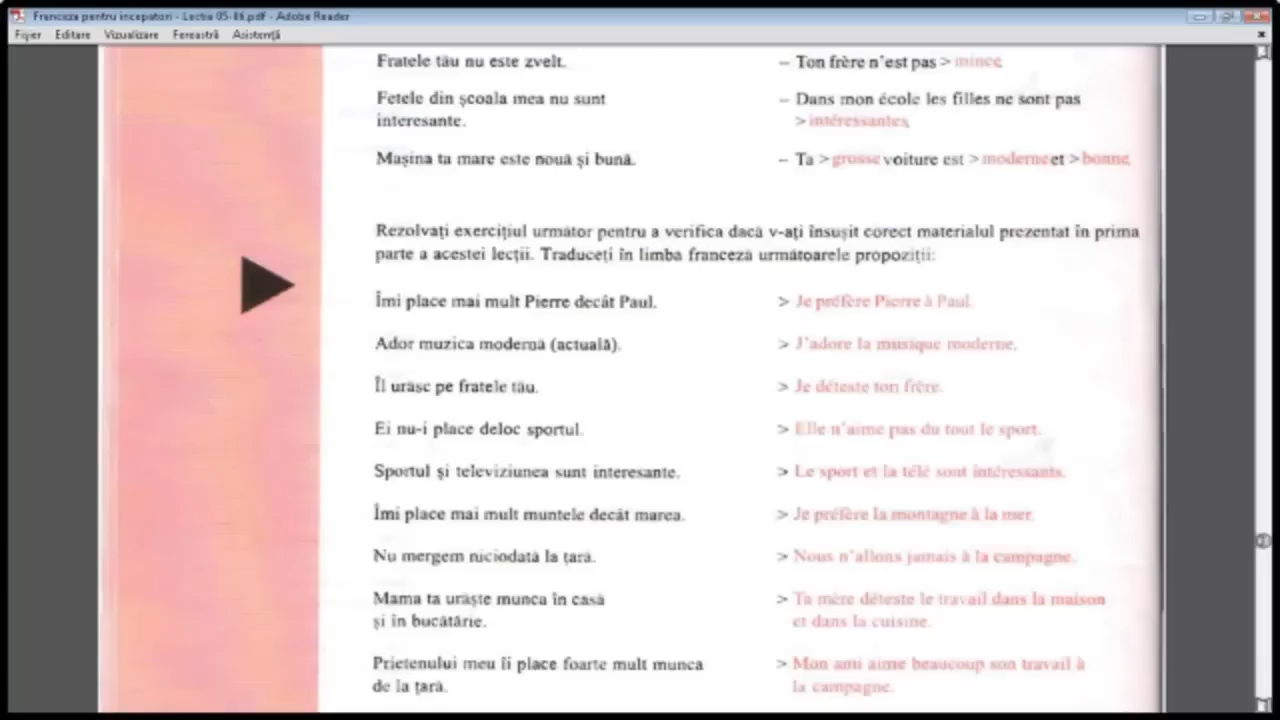 Franceza pentru incepatori - Lectia 05-06.pdf - Adobe Reader
Fișier Editare Vizualizare Fereastră Asistență
Fratele tău nu este zvelt. – Ton frère n'est pas > mince.
Fetele din școala mea nu sunt – Dans mon école les filles ne sont pas
interesante. > intéressantes.
Mașina ta mare este nouă și bună. – Ta > grosse voiture est > moderne et > bonne.
Rezolvați exercițiul următor pentru a verifica dacă v-ați însușit corect materialul prezentat în prima
parte a acestei lecții. Traduceți în limba franceză următoarele propoziții:
Îmi place mai mult Pierre decât Paul. > Je préfère Pierre à Paul.
Ador muzica modernă (actuală). > J'adore la musique moderne.
Îl urăsc pe fratele tău. > Je déteste ton frère.
Ei nu-i place deloc sportul. > Elle n'aime pas du tout le sport.
Sportul și televiziunea sunt interesante. > Le sport et la télé sont intéressants.
Îmi place mai mult muntele decât marea. > Je préfère la montagne à la mer.
Nu mergem niciodată la țară. > Nous n'allons jamais à la campagne.
Mama ta urăște munca în casă > Ta mère déteste le travail dans la maison
și în bucătărie. et dans la cuisine.
Prietenului meu îi place foarte mult munca > Mon ami aime beaucoup son travail à
de la țară. la campagne.